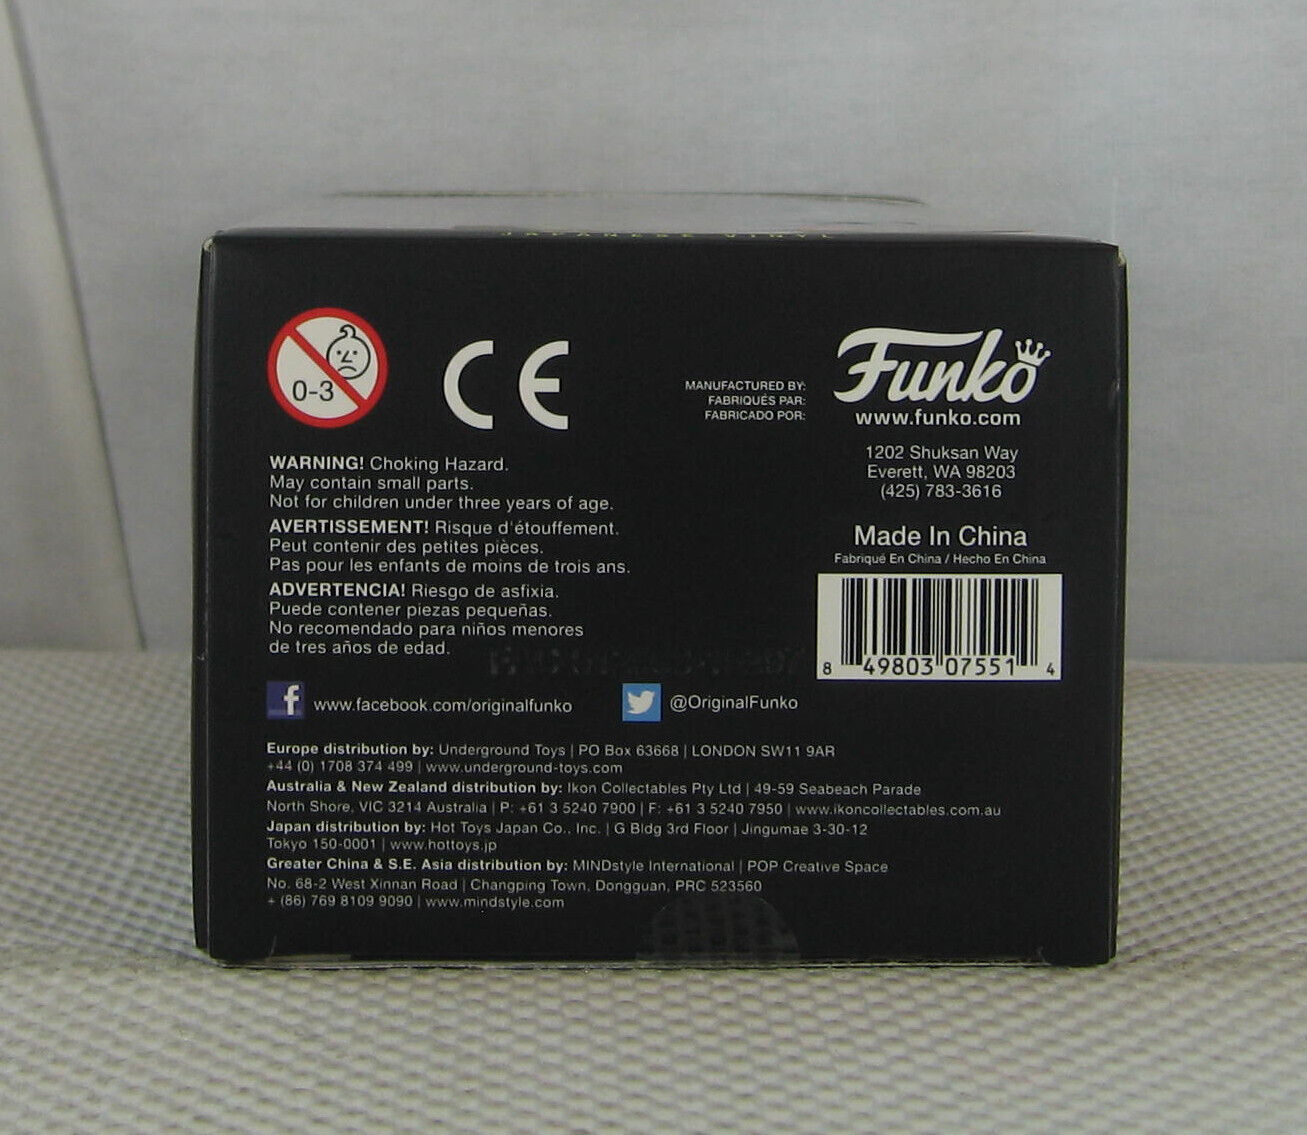 JAPANESE VINYL
0-3
CE
MANUFACTURED BY:
FABRIQUÉS PAR:
FABRICADO POR:
Funko
www.funko.com
1202 Shuksan Way
Everett, WA 98203
(425) 783-3616
Made In China
Fabriqué En China / Hecho En China
8 49803 07551 4
WARNING! Choking Hazard.
May contain small parts.
Not for children under three years of age.
AVERTISSEMENT! Risque d'étouffement.
Peut contenir des petites pièces.
Pas pour les enfants de moins de trois ans.
ADVERTENCIA! Riesgo de asfixia.
Puede contener piezas pequeñas.
No recomendado para niños menores
de tres años de edad.
f www.facebook.com/originalfunko
@OriginalFunko
Europe distribution by: Underground Toys | PO Box 63668 | LONDON SW11 9AR
+44 (0) 1708 374 499 | www.underground-toys.com
Australia & New Zealand distribution by: Ikon Collectables Pty Ltd | 49-59 Seabeach Parade
North Shore, VIC 3214 Australia | P: +61 3 5240 7900 | F: +61 3 5240 7950 | www.ikoncollectables.com.au
Japan distribution by: Hot Toys Japan Co., Inc. | G Bldg 3rd Floor | Jingumae 3-30-12
Tokyo 150-0001 | www.hottoys.jp
Greater China & S.E. Asia distribution by: MINDstyle International | POP Creative Space
No. 68-2 West Xinnan Road | Changping Town, Dongguan, PRC 523560
+ (86) 769 8109 9090 | www.mindstyle.com